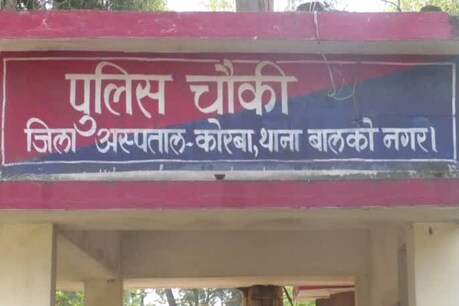 पुलिस चौकी
जिला अस्पताल-कोरबा, थाना बालको नगर।